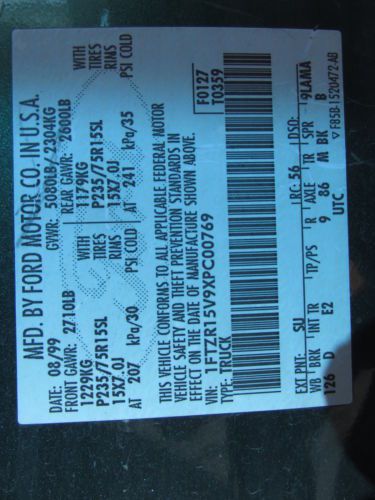 MFD. BY FORD MOTOR CO. IN U.S.A.
DATE: 08/99 GVWR: 5080LB/ 2304KG
FRONT GAWR: 2710LB REAR GAWR: 2600LB
1229KG WITH 1179KG WITH
P235/75R15SL TIRES P235/75R15SL TIRES
15X7.0J RIMS 15X7.0J RIMS
AT 207 kPa/30 PSI COLD AT 241 kPa/35 PSI COLD
THIS VEHICLE CONFORMS TO ALL APPLICABLE FEDERAL MOTOR
VEHICLE SAFETY AND THEFT PREVENTION STANDARDS IN
EFFECT ON THE DATE OF MANUFACTURE SHOWN ABOVE.
VIN: 1FTZR15V9XPC00769 F0127
TYPE: TRUCK T0359
EXT PNT: SU RC: 56 DSO: 9LAMA
WB BRK INT TR TP/PS R AXLE TR SPR B
126 D E2 9 86 M BK
UTC F85B-1520472-AB